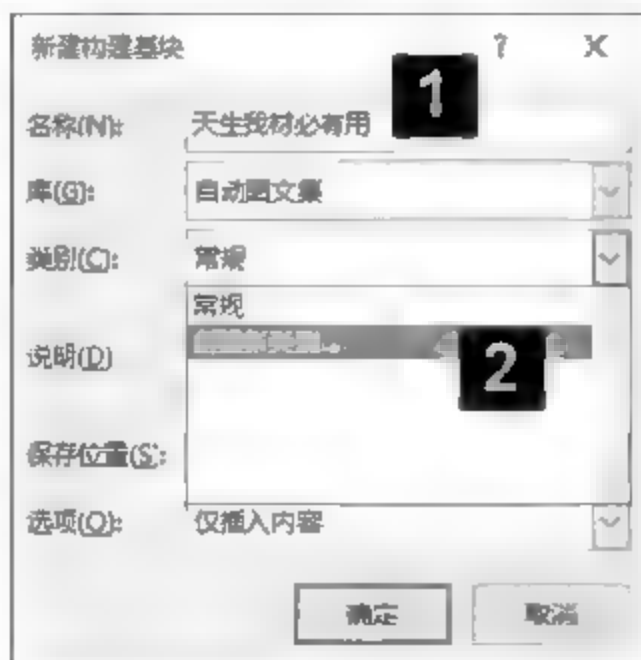 新建构建基块 ? X
1
名称(N): 天生我材必有用
库(G): 自动图文集
类别(C): 常规
常规
2
说明(D)
保存位置(S):
选项(O): 仅插入内容
确定 取消